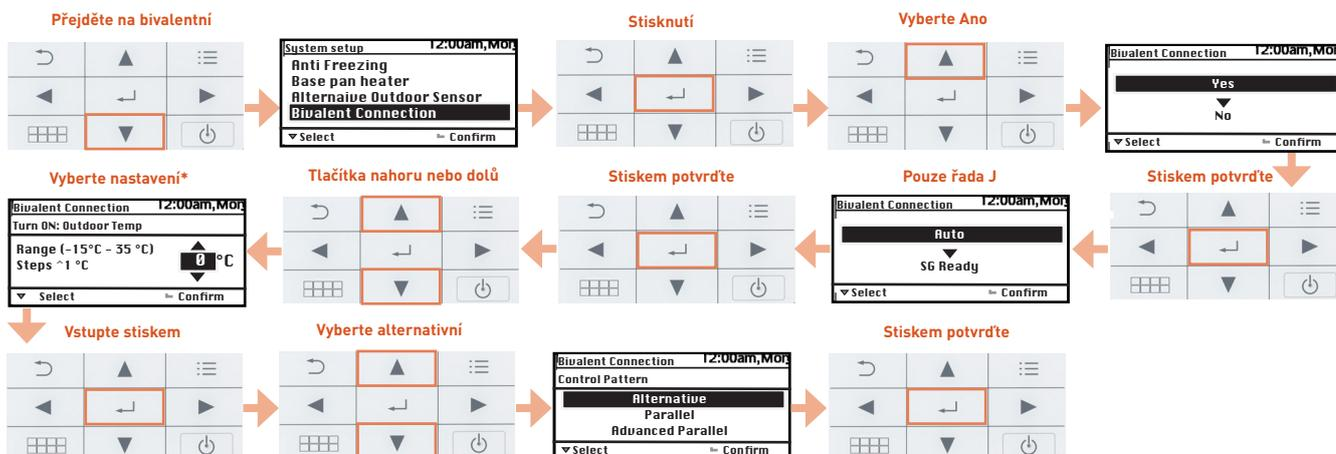 Přejděte na bivalentní
System setup 12:00am,Mon
Anti Freezing
Base pan heater
Alternaive Outdoor Sensor
Bivalent Connection
Select Confirm
Stisknutí
Vyberte Ano
Bivalent Connection 12:00am,Mon
Yes
No
Select Confirm
Vyberte nastavení*
Bivalent Connection 12:00am,Mon
Turn ON: Outdoor Temp
Range (-15°C - 35 °C)
Steps ^1 °C
0 °C
Select Confirm
Tlačítka nahoru nebo dolů
Stiskem potvrďte
Pouze řada J
Bivalent Connection 12:00am,Mon
Auto
SG Ready
Select Confirm
Stiskem potvrďte
Vstupte stiskem
Vyberte alternativní
Bivalent Connection 12:00am,Mon
Control Pattern
Alternative
Parallel
Advanced Parallel
Select Confirm
Stiskem potvrďte